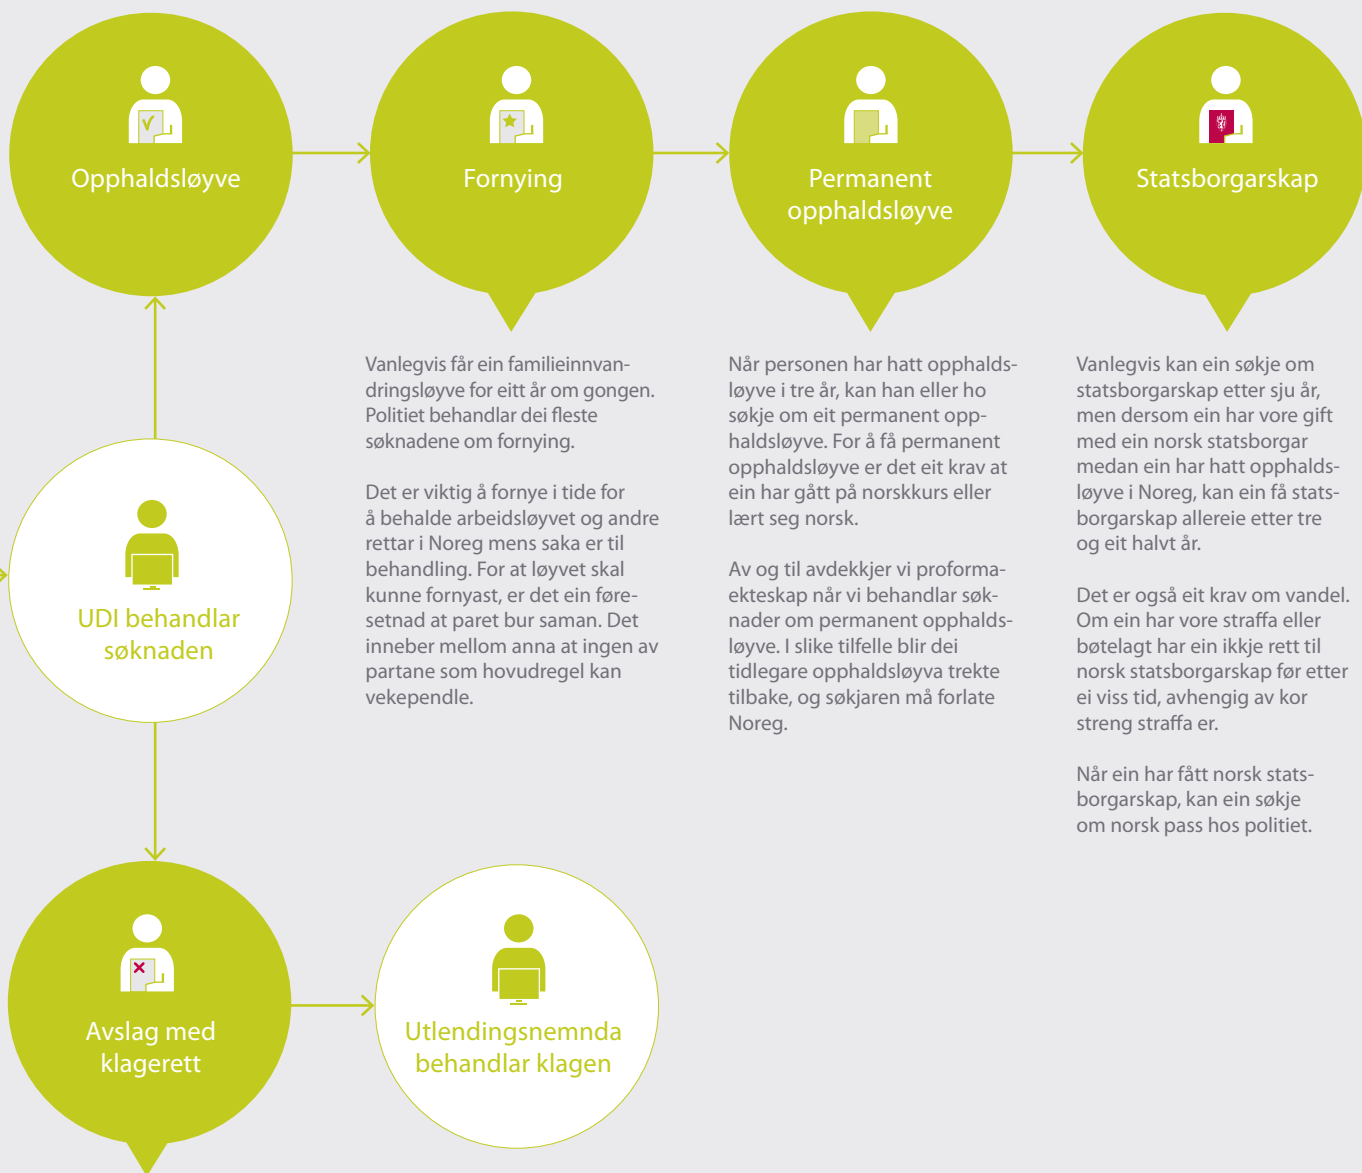 Opphaldsløyve
Fornying
Permanent
opphaldsløyve
Statsborgarskap
Vanlegvis får ein familieinnvan-
dringsløyve for eitt år om gongen.
Politiet behandlar dei fleste
søknadene om fornying.
Det er viktig å fornye i tide for
å behalde arbeidsløyvet og andre
rettar i Noreg mens saka er til
behandling. For at løyvet skal
kunne fornyast, er det ein føre-
setnad at paret bur saman. Det
inneber mellom anna at ingen av
partane som hovudregel kan
vekependle.
Når personen har hatt opphalds-
løyve i tre år, kan han eller ho
søkje om eit permanent opp-
haldsløyve. For å få permanent
opphaldsløyve er det eit krav at
ein har gått på norskkurs eller
lært seg norsk.
Av og til avdekkjer vi proforma-
ekteskap når vi behandlar søk-
nader om permanent opphalds-
løyve. I slike tilfelle blir dei
tidlegare opphaldsløyva trekte
tilbake, og søkjaren må forlate
Noreg.
Vanlegvis kan ein søkje om
statsborgarskap etter sju år,
men dersom ein har vore gift
med ein norsk statsborgar
medan ein har hatt opphalds-
løyve i Noreg, kan ein få stats-
borgarskap allereie etter tre
og eit halvt år.
Det er også eit krav om vandel.
Om ein har vore straffa eller
bøtelagt har ein ikkje rett til
norsk statsborgarskap før etter
ei viss tid, avhengig av kor
streng straffa er.
Når ein har fått norsk stats-
borgarskap, kan ein søkje
om norsk pass hos politiet.
UDI behandlar
søknaden
Avslag med
klagerett
Utlendingsnemnda
behandlar klagen